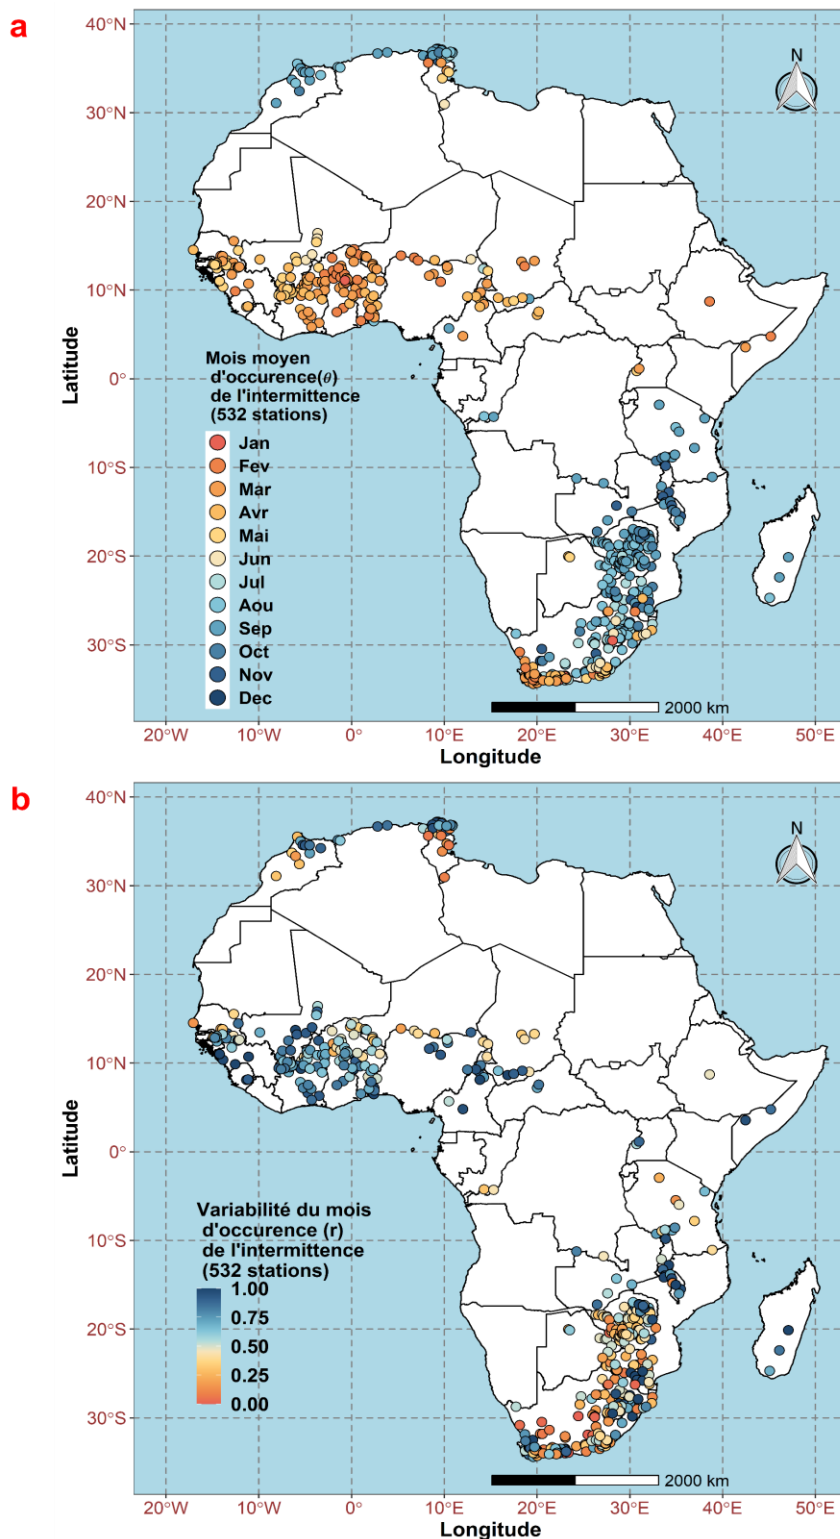 a
N
40°N
30°N
20°N
10°N
0°
10°S
20°S
30°S
Latitude
Mois moyen
d'occurence(θ)
de l'intermittence
(532 stations)
Jan
Fev
Mar
Avr
Mai
Jun
Jul
Aou
Sep
Oct
Nov
Dec
2000 km
20°W 10°W 0° 10°E 20°E 30°E 40°E 50°E
Longitude
b
N
40°N
30°N
20°N
10°N
0°
10°S
20°S
30°S
Latitude
Variabilité du mois
d'occurence (r)
de l'intermittence
(532 stations)
1.00
0.75
0.50
0.25
0.00
2000 km
20°W 10°W 0° 10°E 20°E 30°E 40°E 50°E
Longitude